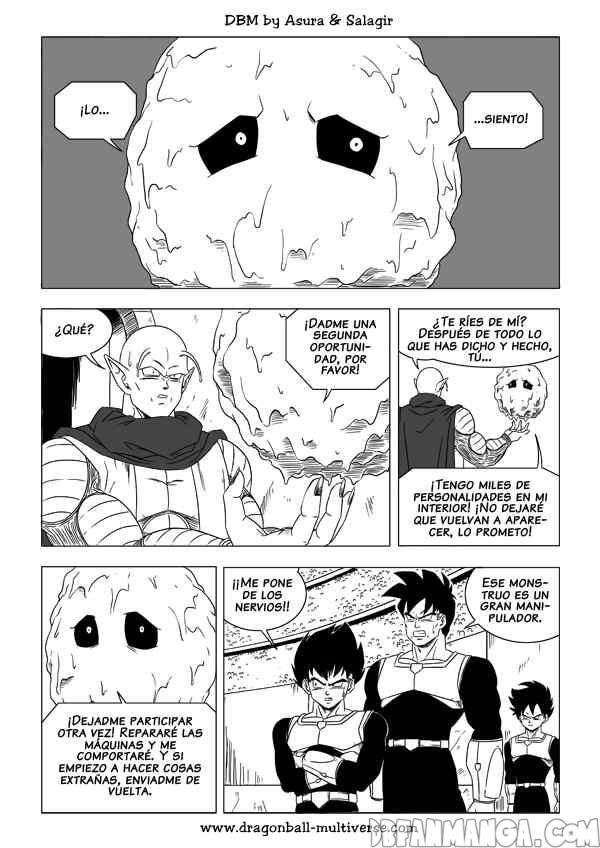 DBM by Asura & Salagir
¡LO...
...SIENTO!
¿QUÉ?
¡DADME UNA
SEGUNDA
OPORTUNI-
DAD, POR
FAVOR!
¿TE RÍES DE MÍ?
DESPUÉS DE TODO LO
QUE HAS DICHO Y HECHO,
TÚ...
¡TENGO MILES DE
PERSONALIDADES EN MI
INTERIOR! ¡NO DEJARÉ
QUE VUELVAN A APARE-
CER, LO PROMETO!
¡DEJADME PARTICIPAR
OTRA VEZ! REPARARÉ LAS
MÁQUINAS Y ME
COMPORTARÉ. Y SI
EMPIEZO A HACER COSAS
EXTRAÑAS, ENVIADME DE
VUELTA.
¡¡ME PONE
DE LOS
NERVIOS!!
ESE MONS-
TRUO ES UN
GRAN MANI-
PULADOR.
www.dragonball-multiverse.com
DBFANMANGA.COM